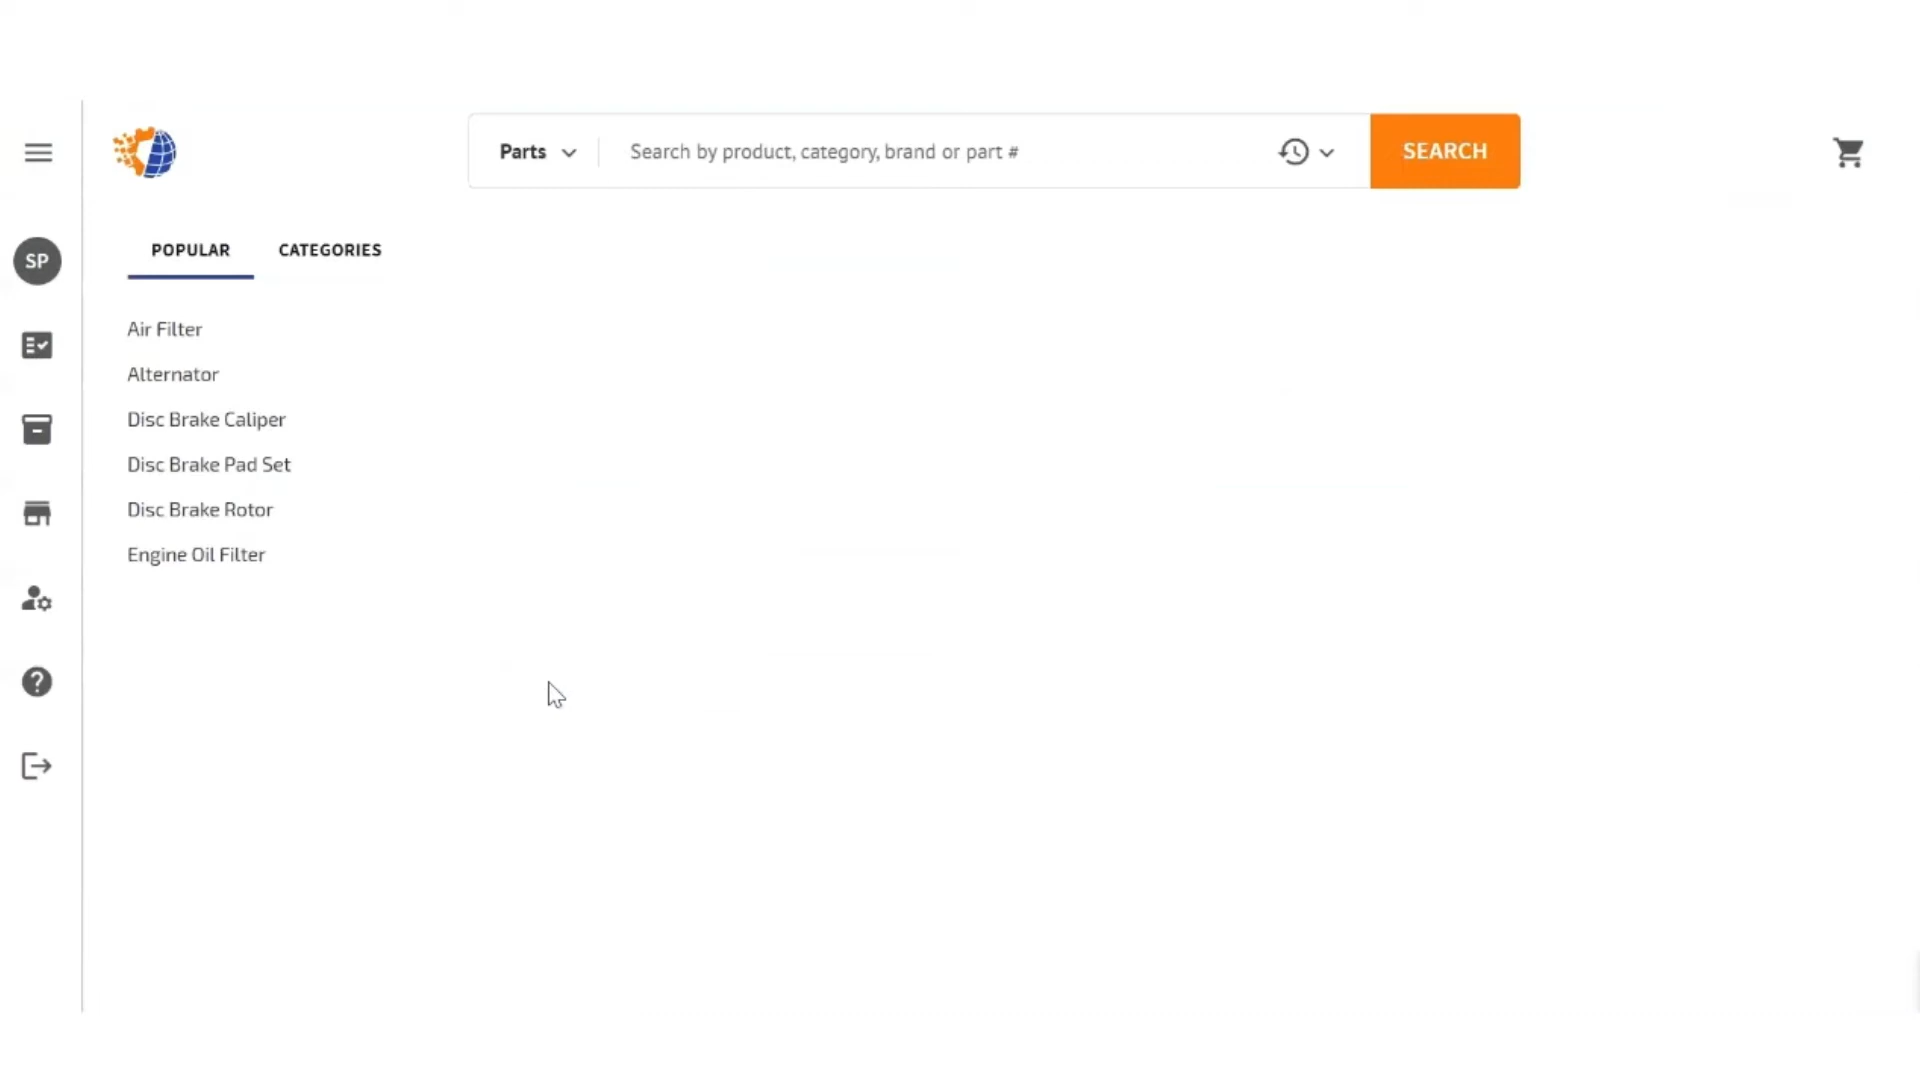 Parts
Search by product, category, brand or part #
SEARCH
SP
POPULAR
CATEGORIES
Air Filter
Alternator
Disc Brake Caliper
Disc Brake Pad Set
Disc Brake Rotor
Engine Oil Filter